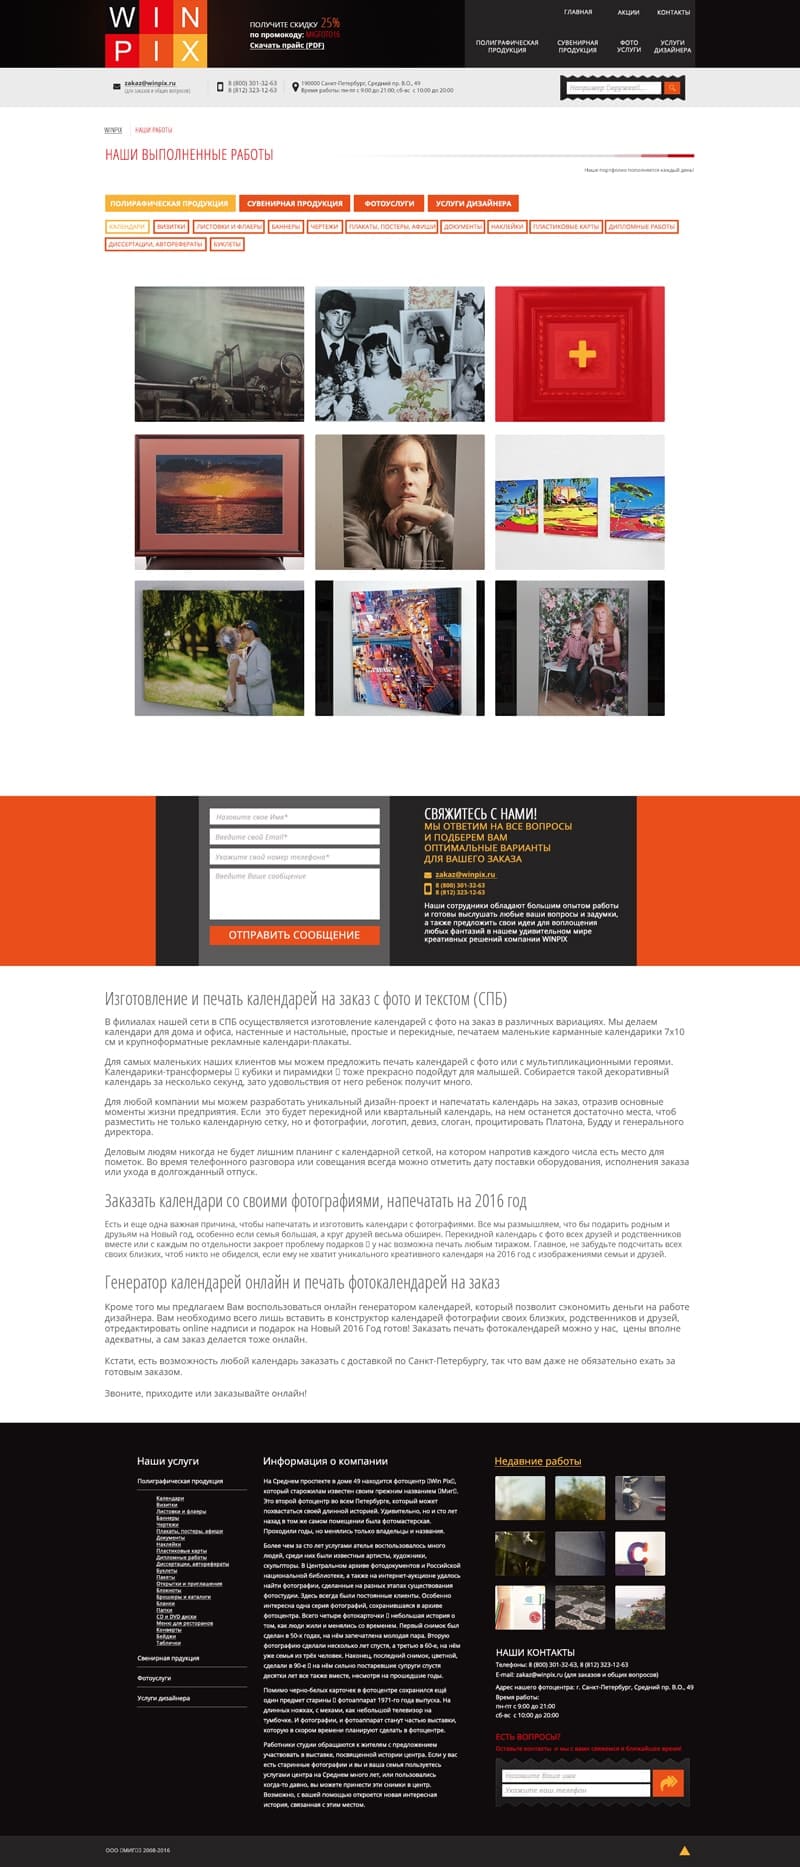 WIN
PIX
ПОЛУЧИТЕ СКИДКУ 25%
по промокоду: MIGFOTO16
Скачать прайс (PDF)
ГЛАВНАЯ АКЦИИ КОНТАКТЫ
ПОЛИГРАФИЧЕСКАЯ ПРОДУКЦИЯ
СУВЕНИРНАЯ ПРОДУКЦИЯ
ФОТО УСЛУГИ
УСЛУГИ ДИЗАЙНЕРА
zakaz@winpix.ru
(для заказов и общих вопросов)
8 (800) 301-32-63
8 (812) 323-12-63
190000 Санкт-Петербург, Средний пр. В.О., 49
Время работы: пн-пт с 9:00 до 21:00; сб-вс с 10:00 до 20:00
WINPIX НАШИ РАБОТЫ
НАШИ ВЫПОЛНЕННЫЕ РАБОТЫ
Наше портфолио пополняется каждый день!
ПОЛИРАФИЧЕСКАЯ ПРОДУКЦИЯ СУВЕНИРНАЯ ПРОДУКЦИЯ ФОТОУСЛУГИ УСЛУГИ ДИЗАЙНЕРА
КАЛЕНДАРИ ВИЗИТКИ ЛИСТОВКИ И ФЛАЕРЫ БАННЕРЫ ЧЕРТЕЖИ ПЛАКАТЫ, ПОСТЕРЫ, АФИШИ ДОКУМЕНТЫ НАКЛЕЙКИ ПЛАСТИКОВЫЕ КАРТЫ ДИПЛОМНЫЕ РАБОТЫ
ДИССЕРТАЦИИ, АВТОРЕФЕРАТЫ БУКЛЕТЫ
Назовите свое Имя*
Введите свой Email*
Укажите свой номер телефона*
Введите Ваше сообщение
ОТПРАВИТЬ СООБЩЕНИЕ
СВЯЖИТЕСЬ С НАМИ!
МЫ ОТВЕТИМ НА ВСЕ ВОПРОСЫ
И ПОДБЕРЕМ ВАМ
ОПТИМАЛЬНЫЕ ВАРИАНТЫ
ДЛЯ ВАШЕГО ЗАКАЗА
zakaz@winpix.ru
8 (800) 301-32-63
8 (812) 323-12-63
Наши сотрудники обладают большим опытом работы
и готовы выслушать любые ваши вопросы и задумки,
а также предложить свои идеи для воплощения
любых фантазий в нашем удивительном мире
креативных решений компании WINPIX
Изготовление и печать календарей на заказ с фото и текстом (СПБ)
В филиалах нашей сети в СПБ осуществляется изготовление календарей с фото на заказ в различных вариациях. Мы делаем
календари для дома и офиса, настенные и настольные, простые и перекидные, печатаем маленькие карманные календарики 7х10
см и крупноформатные рекламные календари-плакаты.
Для самых маленьких наших клиентов мы можем предложить печать календарей с фото или с мультипликационными героями.
Календарики-трансформеры кубики и пирамидки тоже прекрасно подойдут для малышей. Собирается такой декоративный
календарь за несколько секунд, зато удовольствия от него ребенок получит много.
Для любой компании мы можем разработать уникальный дизайн-проект и напечатать календарь на заказ, отразив основные
моменты жизни предприятия. Если это будет перекидной или квартальный календарь, на нем останется достаточно места, чтоб
разместить не только календарную сетку, но и фотографии, логотип, девиз, слоган, процитировать Платона, Будду и генерального
директора.
Деловым людям никогда не будет лишним планинг с календарной сеткой, на котором напротив каждого числа есть место для
пометок. Во время телефонного разговора или совещания всегда можно отметить дату поставки оборудования, исполнения заказа
или ухода в долгожданный отпуск.
Заказать календари со своими фотографиями, напечатать на 2016 год
Есть и еще одна важная причина, чтобы напечатать и изготовить календари с фотографиями. Все мы размышляем, что бы подарить родным и
друзьям на Новый год, особенно если семья большая, а круг друзей весьма обширен. Перекидной календарь с фото всех друзей и родственников
вместе или с каждым по отдельности закроет проблему подарков у нас возможна печать любым тиражом. Главное, не забудьте подсчитать всех
своих близких, чтоб никто не обиделся, если ему не хватит уникального креативного календаря на 2016 год с изображениями семьи и друзей.
Генератор календарей онлайн и печать фотокалендарей на заказ
Кроме того мы предлагаем Вам воспользоваться онлайн генератором календарей, который позволит сэкономить деньги на работе
дизайнера. Вам необходимо всего лишь вставить в конструктор календарей фотографии своих близких, родственников и друзей,
отредактировать online надписи и подарок на Новый 2016 Год готов! Заказать печать фотокалендарей можно у нас, цены вполне
адекватны, а сам заказ делается тоже онлайн.
Кстати, есть возможность любой календарь заказать с доставкой по Санкт-Петербургу, так что вам даже не обязательно ехать за
готовым заказом.
Звоните, приходите или заказывайте онлайн!
Наши услуги
Полиграфическая продукция
Календари
Визитки
Листовки и флаеры
Баннеры
Чертежи
Плакаты, постеры, афиши
Документы
Наклейки
Пластиковые карты
Дипломные работы
Диссертации, авторефераты
Буклеты
Пакеты
Открытки и приглашения
Блокноты
Брошюры и каталоги
Бланки
Папки
CD и DVD диски
Меню для ресторанов
Конверты
Бейджи
Таблички
Свенирная прдукция
Фотоуслуги
Услуги дизайнера
Информация о компании
На Среднем проспекте в доме 49 находится фотоцентр Win Pix,
который старожилам известен своим прежним названием Миг.
Это второй фотоцентр во всем Петербурге, который может
похвастаться своей длинной историей. Удивительно, но и сто лет
назад в том же самом помещении была фотомастерская.
Проходили годы, но менялись только владельцы и названия.
Более чем за сто лет услугами ателье воспользовалось много
людей, среди них были известные артисты, художники,
скульпторы. В Центральном архиве фотодокументов и Российской
национальной библиотеке, а также на интернет-аукционе удалось
найти фотографии, сделанные на разных этапах существования
фотостудии. Здесь всегда были постоянные клиенты. Особенно
интересна одна серия фотографий, сохранившаяся в архиве
фотоцентра. Всего четыре фотокарточки небольшая история о
том, как люди жили и менялись со временем. Первый снимок был
сделан в 50-х годах, на нём запечатлена молодая пара. Вторую
фотографию сделали несколько лет спустя, а третью в 60-е, на нём
уже семья из трёх человек. Наконец, последний снимок, цветной,
сделали в 90-е на нём сильно постаревшие супруги спустя
десятки лет все также вместе, несмотря на прошедшие годы.
Помимо черно-белых карточек в фотоцентре сохранился ещё
один предмет старины фотоаппарат 1971-го года выпуска. На
длинных ножках, с мехами, как небольшой телевизор на
тумбочке. И фотографии, и фотоаппарат станут частью выставки,
которую в скором времени планируют сделать в фотоцентре.
Работники студии обращаются к жителям с предложением
участвовать в выставке, посвященной истории центра. Если у вас
есть старинные фотографии и вы и ваша семья пользуетесь
услугами центра на Среднем много лет, или пользовались
когда-то давно, вы можете принести эти снимки в центр.
Возможно, с вашей помощью откроется новая интересная
история, связанная с этим местом.
Недавние работы
C
НАШИ КОНТАКТЫ
Телефоны: 8 (800) 301-32-63, 8 (812) 323-12-63
E-mail: zakaz@winpix.ru (для заказов и общих вопросов)
Адрес нашего фотоцентра: г. Санкт-Петербург, Средний пр. В.О., 49
Время работы:
пн-пт с 9:00 до 21:00
сб-вс с 10:00 до 20:00
ЕСТЬ ВОПРОСЫ?
Оставьте контакты и мы с вами свяжемся в ближайшее время!
Назовите Ваше имя
Укажите ваш телефон
ООО МИГ 2008-2016